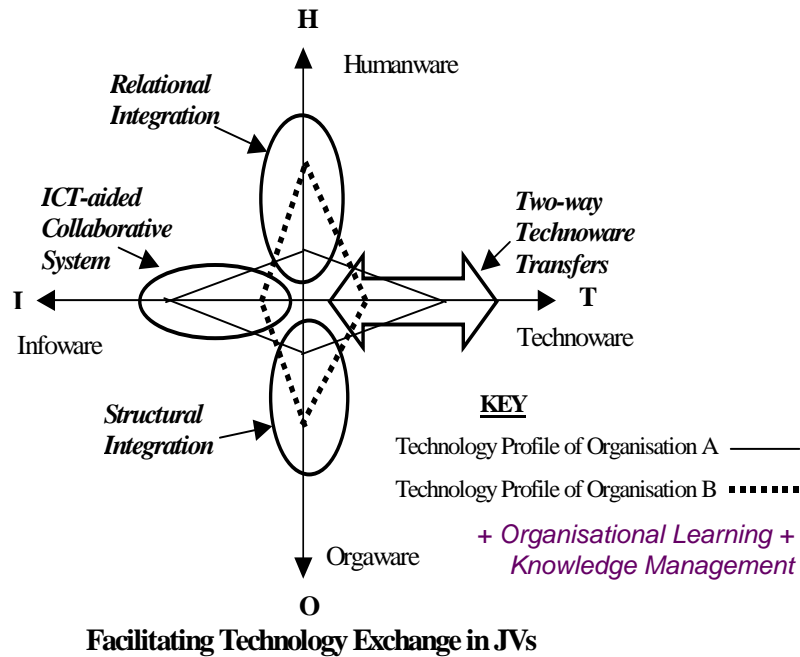 H
Humanware
Relational
Integration
ICT-aided
Collaborative
System
Two-way
Technoware
Transfers
I
T
Infoware
Technoware
Structural
Integration
KEY
Technology Profile of Organisation A
Technology Profile of Organisation B
+ Organisational Learning +
Knowledge Management
Orgaware
O
Facilitating Technology Exchange in JVs